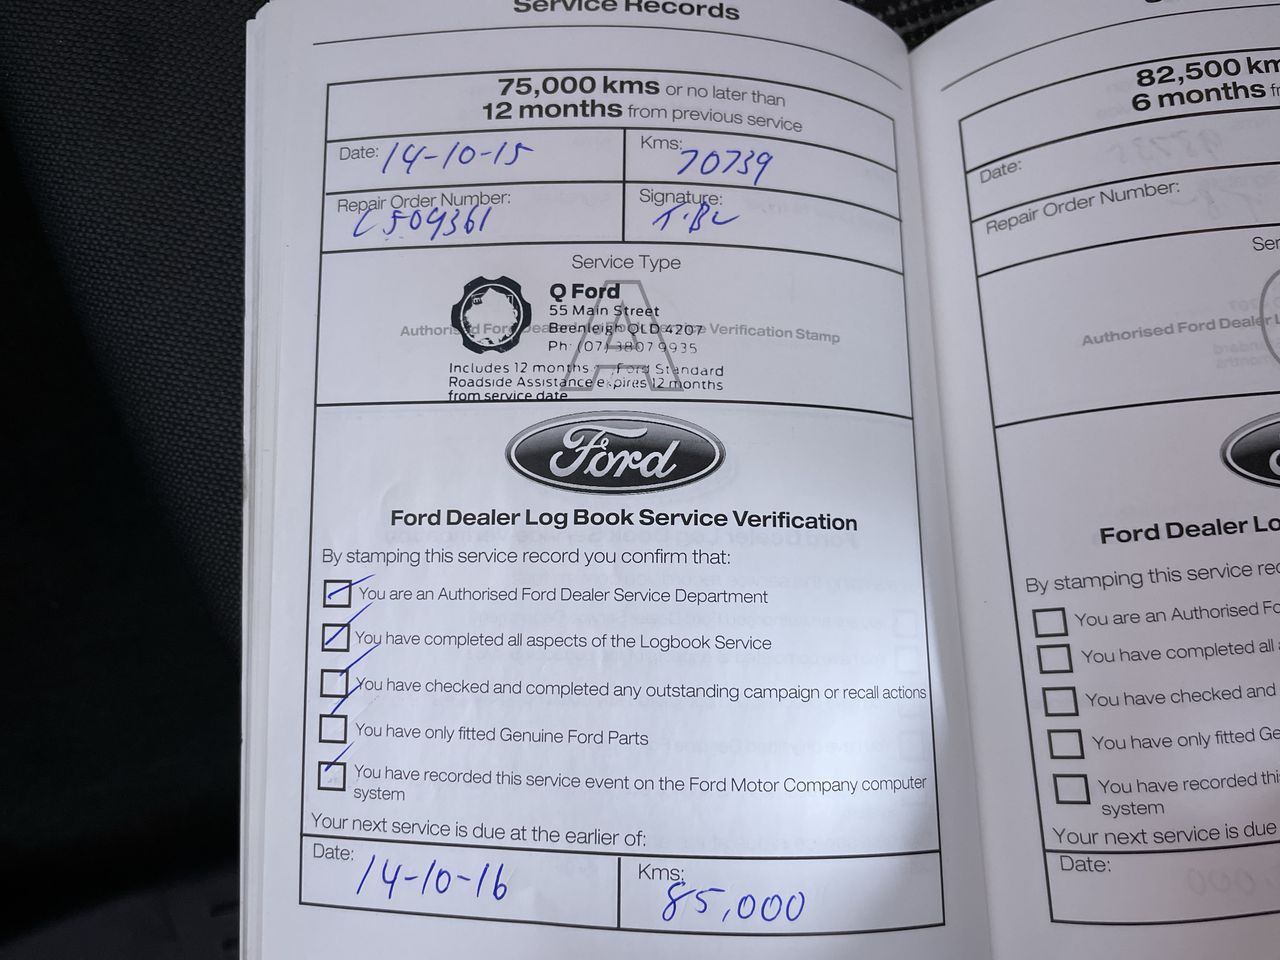 Service Records
75,000 kms or no later than
12 months from previous service
Date: 14-10-15
Kms: 70739
Repair Order Number: C509361
Signature:
Service Type
A
Authorised Ford Dealer Verification Stamp
Q Ford
55 Main Street
Beenleigh QLD 4207
Ph: (07) 3807 9935
Includes 12 months Ford Standard
Roadside Assistance expires 12 months
from service date
Ford
Ford Dealer Log Book Service Verification
By stamping this service record you confirm that:
You are an Authorised Ford Dealer Service Department
You have completed all aspects of the Logbook Service
You have checked and completed any outstanding campaign or recall actions
You have only fitted Genuine Ford Parts
You have recorded this service event on the Ford Motor Company computer
system
Your next service is due at the earlier of:
Date: 14-10-16
Kms: 85,000
82,500 km
6 months
Date:
Repair Order Number:
Ser
Authorised Ford Dealer
Ford Dealer Lo
By stamping this service rec
You are an Authorised Fo
You have completed all
You have checked and
You have only fitted Ge
You have recorded thi
system
Your next service is due
Date: